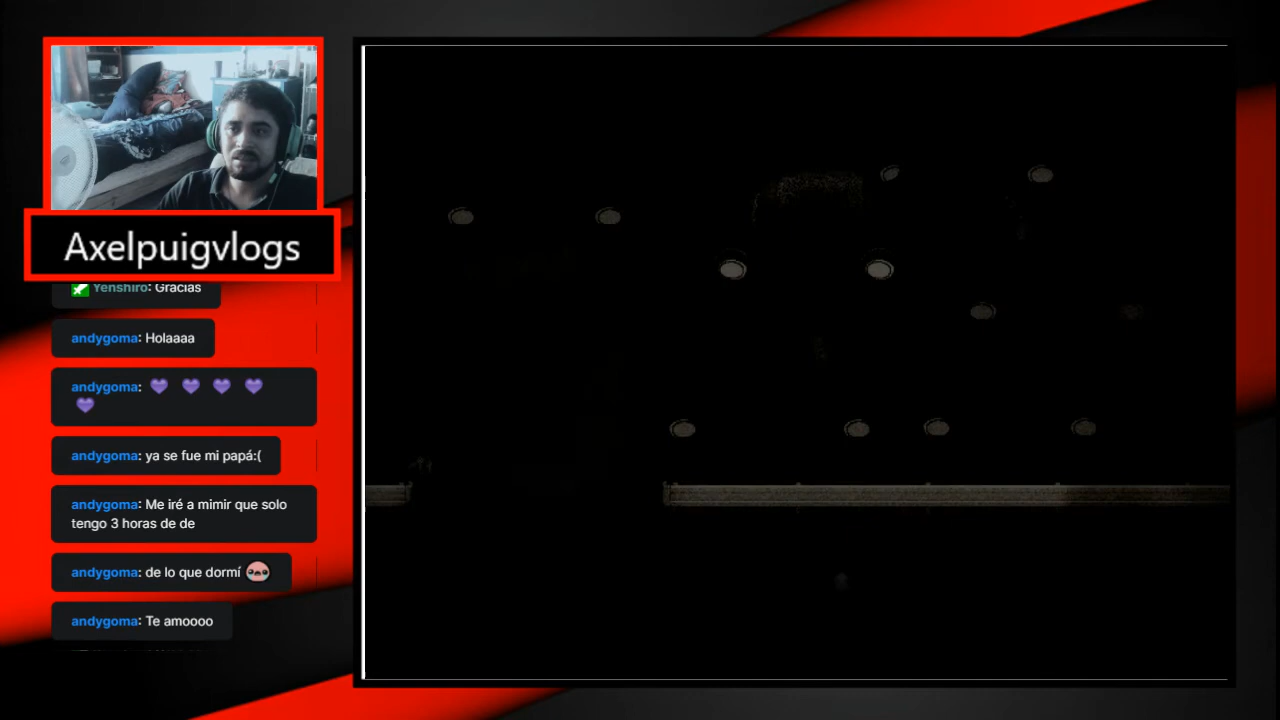 Axelpuigvlogs
Yenshiro: Gracias
andygoma: Holaaaa
andygoma: 💜 💜 💜 💜
💜
andygoma: ya se fue mi papá:(
andygoma: Me iré a mimir que solo
tengo 3 horas de de
andygoma: de lo que dormí
andygoma: Te amoooo